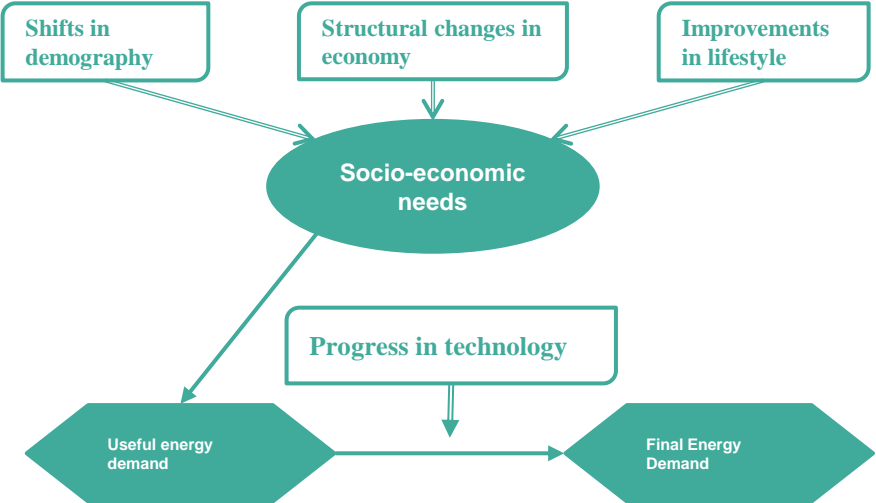 Shifts in
demography
Structural changes in
economy
Improvements
in lifestyle
Socio-economic
needs
Progress in technology
Useful energy
demand
Final Energy
Demand